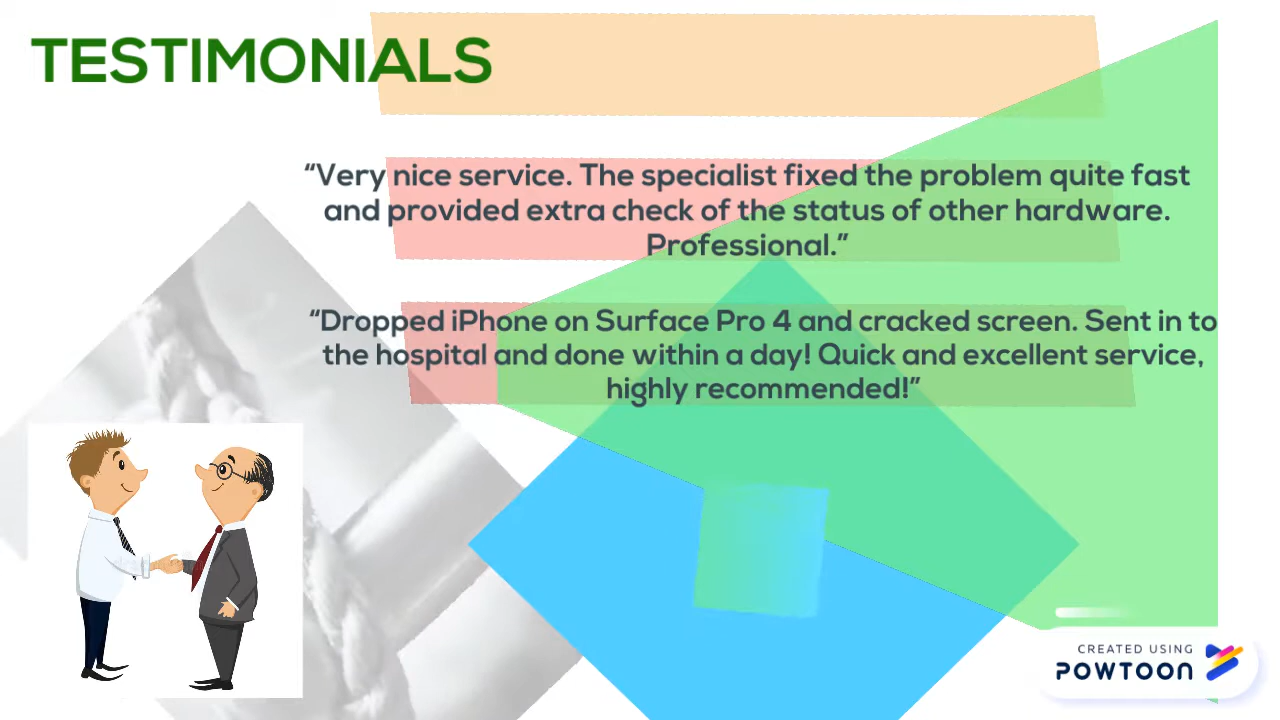 TESTIMONIALS
“Very nice service. The specialist fixed the problem quite fast
and provided extra check of the status of other hardware.
Professional.”
“Dropped iPhone on Surface Pro 4 and cracked screen. Sent in to
the hospital and done within a day! Quick and excellent service,
highly recommended!”
CREATED USING
POWTOON